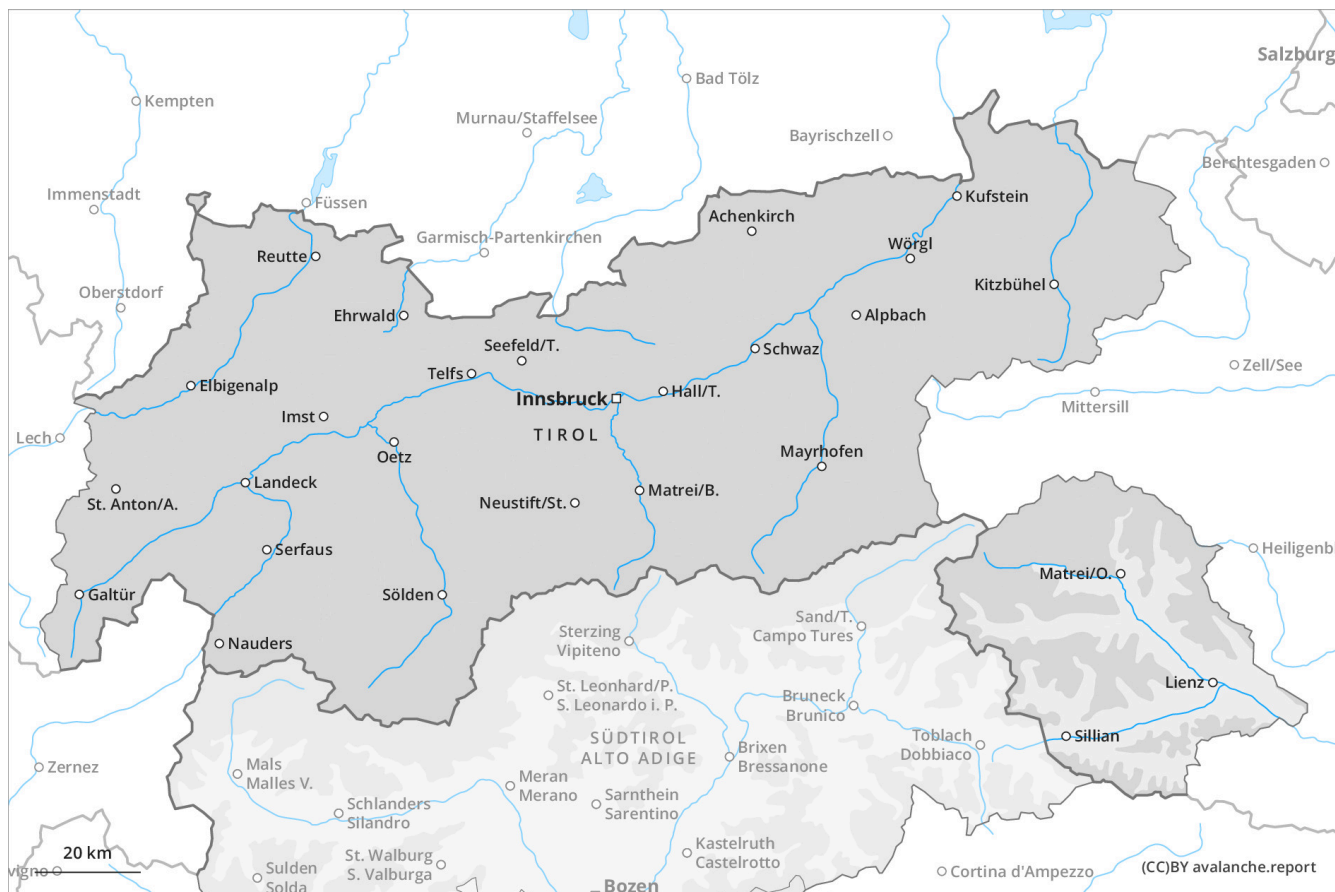 Salzburg
Bad Tölz
Kempten
Murnau/Staffelsee
Bayrischzell
Berchtesgaden
Immenstadt
Füssen
Kufstein
Achenkirch
Garmisch-Partenkirchen
Wörgl
Reutte
Kitzbühel
Oberstdorf
Ehrwald
Alpbach
Seefeld/T.
Schwaz
Zell/See
Telfs
Elbigenalp
Hall/T.
Innsbruck
Mittersill
Imst
Lech
TIROL
Oetz
Mayrhofen
Landeck
St. Anton/A.
Neustift/St.
Matrei/B.
Serfaus
Heiligenb
Matrei/O.
Galtür
Sölden
Sand/T.
Campo Tures
Sterzing
Vipiteno
Nauders
Lienz
St. Leonhard/P.
S. Leonardo i. P.
Bruneck
Brunico
Sillian
SÜDTIROL
ALTO ADIGE
Toblach
Dobbiaco
Brixen
Bressanone
Zernez
Mals
Malles V.
Meran
Merano
Schlanders
Silandro
Sarnthein
Sarentino
20 km
Kastelruth
Castelrotto
St. Walburg
S. Valburga
vigno
Sulden
Solda
Cortina d'Ampezzo
(CC)BY avalanche.report
Bozen